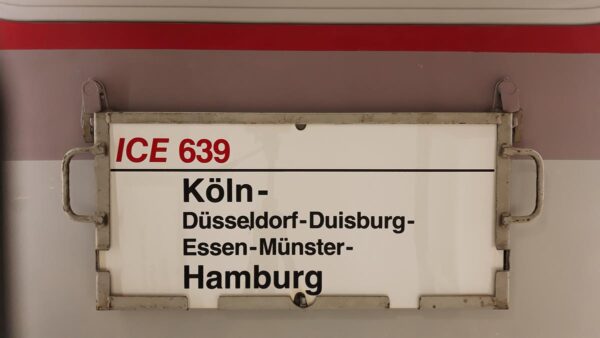 ICE 639
Köln-
Düsseldorf-Duisburg-
Essen-Münster-
Hamburg